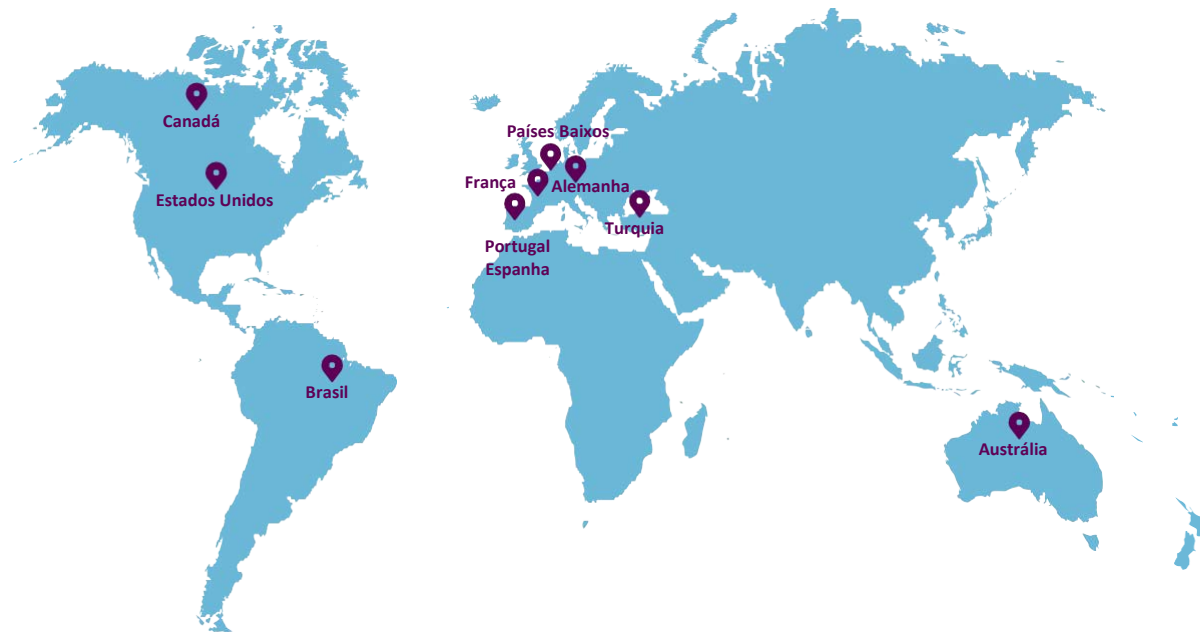 Canadá
Países Baixos
França
Alemanha
Estados Unidos
Turquia
Portugal
Espanha
Brasil
Austrália